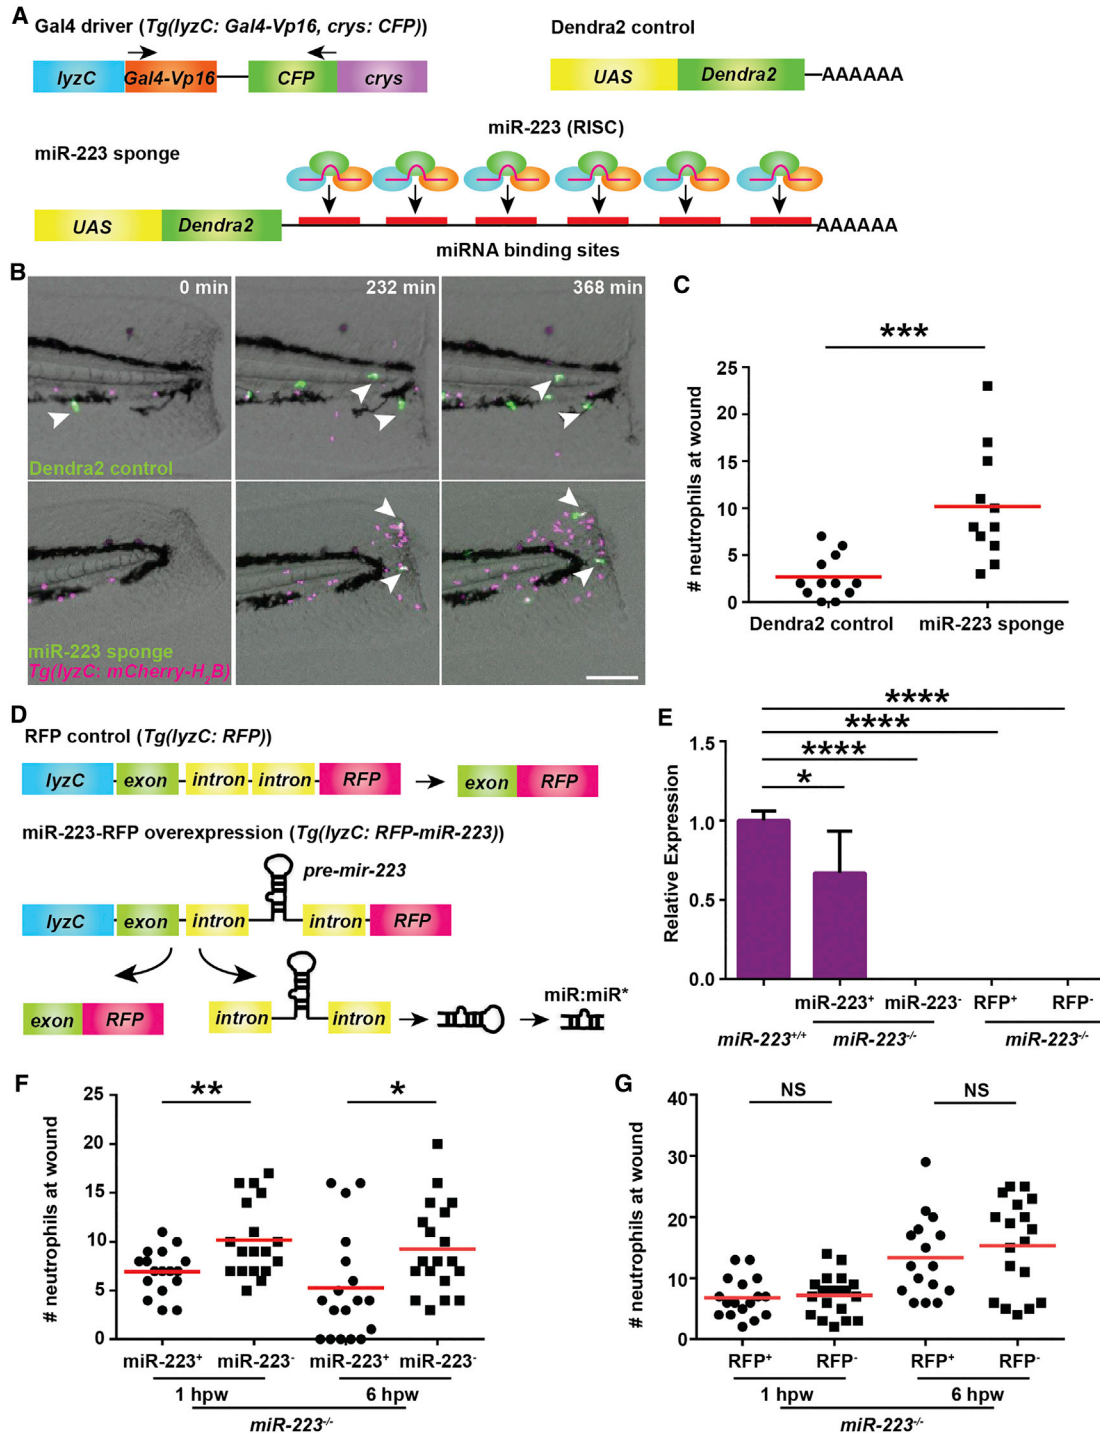 A
Gal4 driver (Tg(lyzC: Gal4-Vp16, crys: CFP))
Dendra2 control
lyzC Gal4-Vp16 CFP crys
UAS Dendra2 AAAAAA
miR-223 (RISC)
miR-223 sponge
UAS Dendra2 AAAAAA
miRNA binding sites
B
0 min 232 min 368 min
Dendra2 control
miR-223 sponge
Tg(lyzC: mCherry-H2B)
C
***
# neutrophils at wound
25
20
15
10
5
0
Dendra2 control miR-223 sponge
D
RFP control (Tg(lyzC: RFP))
lyzC exon intron intron RFP exon RFP
miR-223-RFP overexpression (Tg(lyzC: RFP-miR-223))
pre-mir-223
lyzC exon intron intron RFP
exon RFP intron intron miR:miR*
E
****
****
****
*
Relative Expression
1.5
1.0
0.5
0.0
miR-223+ miR-223- RFP+ RFP-
miR-223+/+ miR-223-/- miR-223-/-
F
** *
# neutrophils at wound
25
20
15
10
5
0
miR-223+ miR-223- miR-223+ miR-223-
1 hpw 6 hpw
miR-223-/-
G
NS NS
# neutrophils at wound
40
30
20
10
0
RFP+ RFP- RFP+ RFP-
1 hpw 6 hpw
miR-223-/-